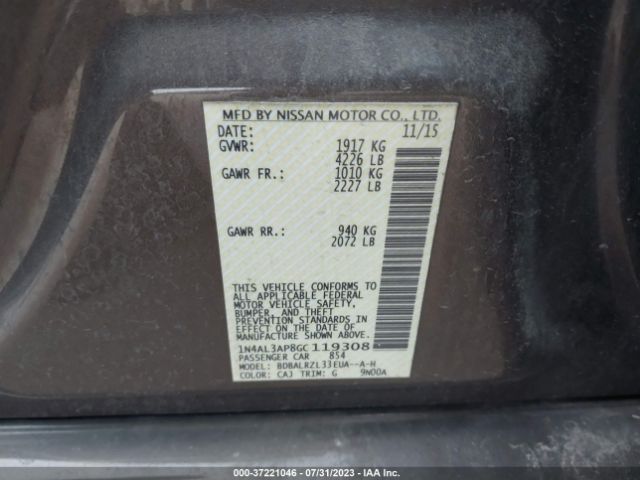 MFD BY NISSAN MOTOR CO., LTD.
DATE: 11/15
GVWR: 1917 KG
4226 LB
GAWR FR.: 1010 KG
2227 LB
GAWR RR.: 940 KG
2072 LB
THIS VEHICLE CONFORMS TO
ALL APPLICABLE FEDERAL
MOTOR VEHICLE SAFETY,
BUMPER, AND THEFT
PREVENTION STANDARDS
IN EFFECT ON THE DATE OF
MANUFACTURE SHOWN ABOVE.
1N4AL3AP8GC119308
PASSENGER CAR 854
MODEL: BDBALRZL33EUA--A-H
COLOR: CAJ TRIM: G 9N00A
000-37221046 — 07/31/2023 — IAA Inc.